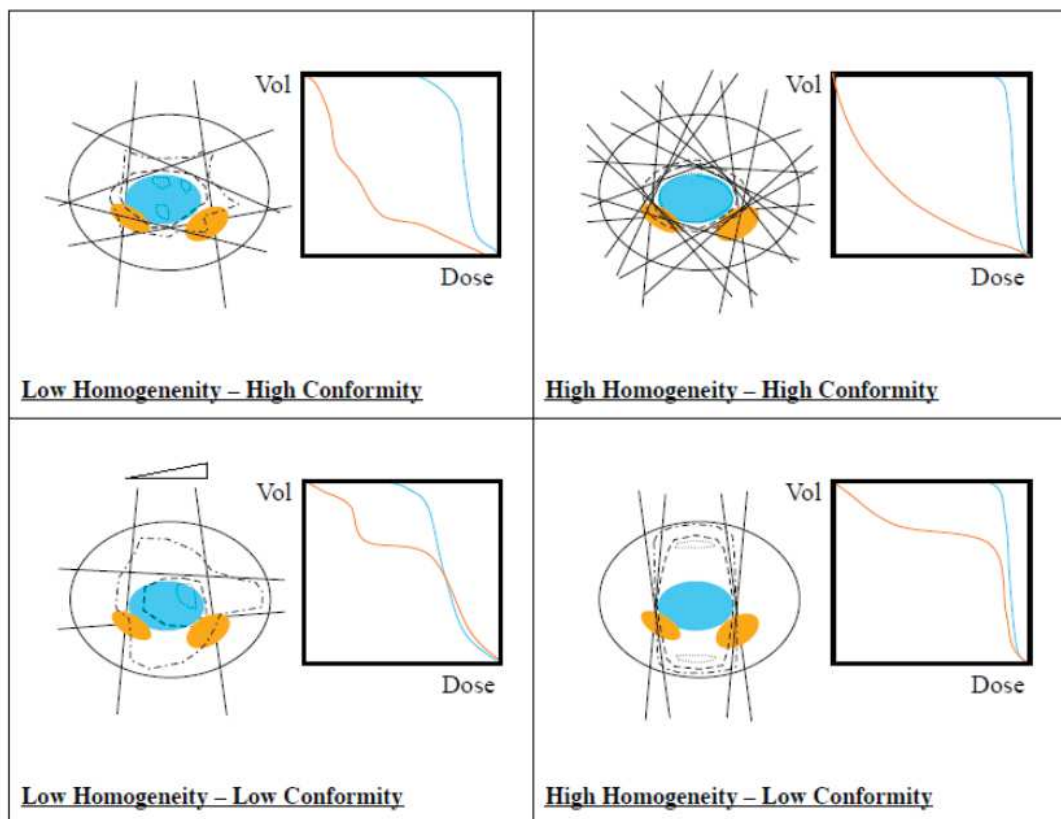 Vol
Dose
Low Homogenenity – High Conformity
Vol
Dose
High Homogeneity – High Conformity
Vol
Dose
Low Homogeneity – Low Conformity
Vol
Dose
High Homogeneity – Low Conformity